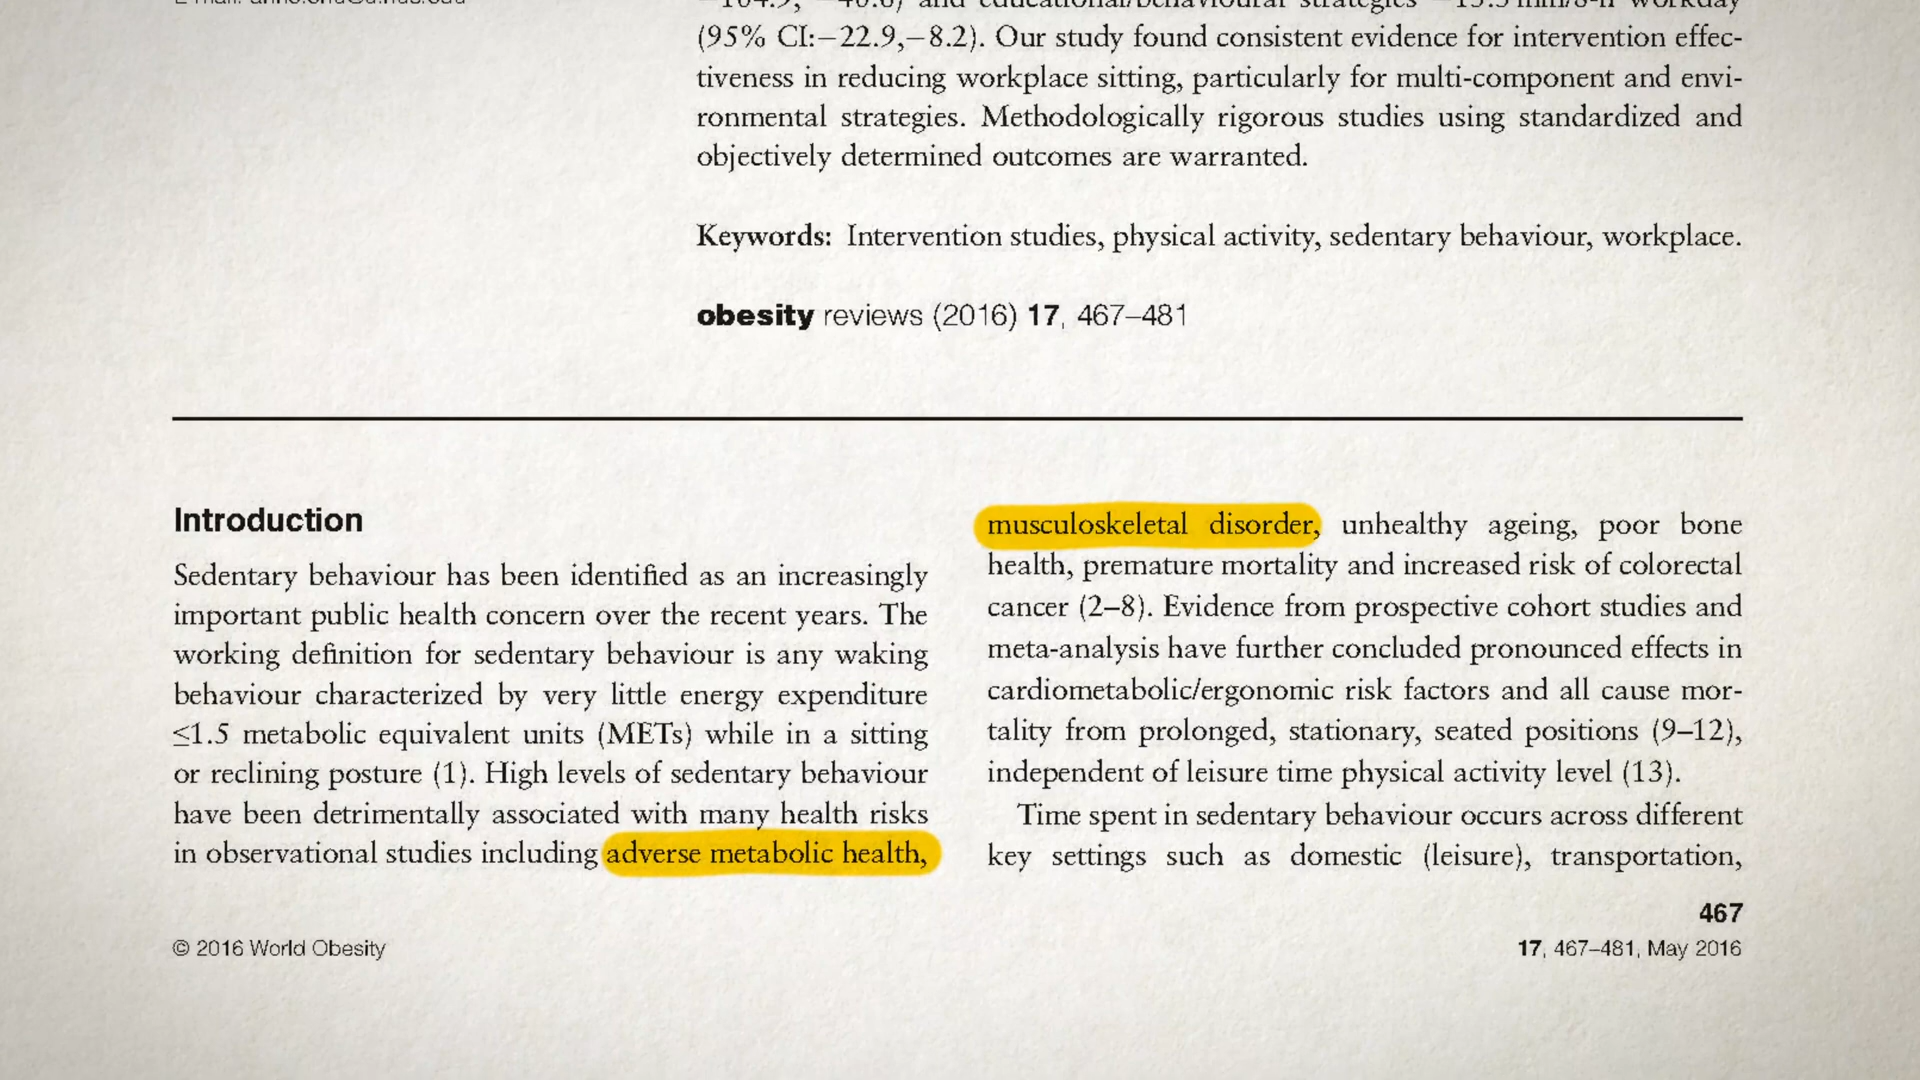 and educational/behavioural strategies
(95% CI:−22.9,−8.2). Our study found consistent evidence for intervention effec-
tiveness in reducing workplace sitting, particularly for multi-component and envi-
ronmental strategies. Methodologically rigorous studies using standardized and
objectively determined outcomes are warranted.
Keywords: Intervention studies, physical activity, sedentary behaviour, workplace.
obesity reviews (2016) 17, 467–481
Introduction
Sedentary behaviour has been identified as an increasingly
important public health concern over the recent years. The
working definition for sedentary behaviour is any waking
behaviour characterized by very little energy expenditure
≤1.5 metabolic equivalent units (METs) while in a sitting
or reclining posture (1). High levels of sedentary behaviour
have been detrimentally associated with many health risks
in observational studies including adverse metabolic health,
musculoskeletal disorder, unhealthy ageing, poor bone
health, premature mortality and increased risk of colorectal
cancer (2–8). Evidence from prospective cohort studies and
meta-analysis have further concluded pronounced effects in
cardiometabolic/ergonomic risk factors and all cause mor-
tality from prolonged, stationary, seated positions (9–12),
independent of leisure time physical activity level (13).
Time spent in sedentary behaviour occurs across different
key settings such as domestic (leisure), transportation,
467
© 2016 World Obesity
17, 467–481, May 2016